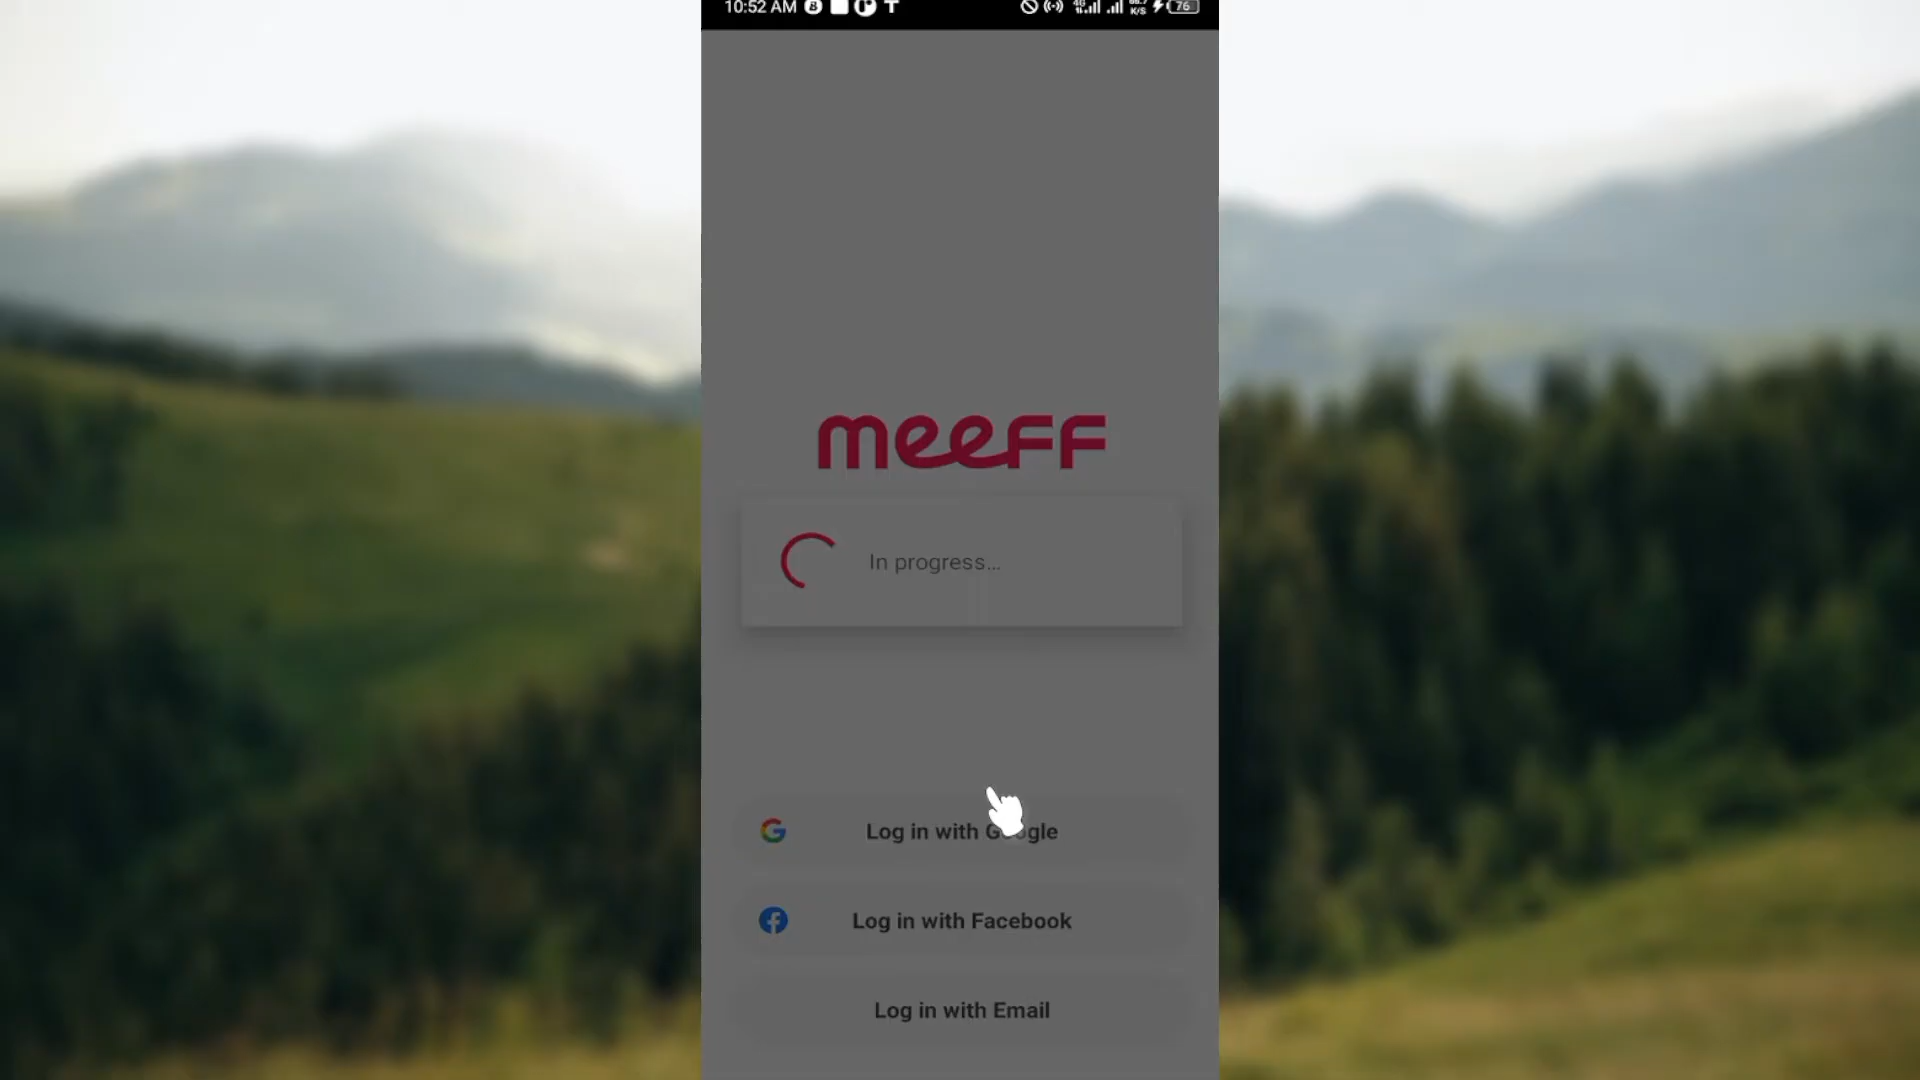 10:52 AM
76
meeff
In progress...
Log in with Google
Log in with Facebook
Log in with Email